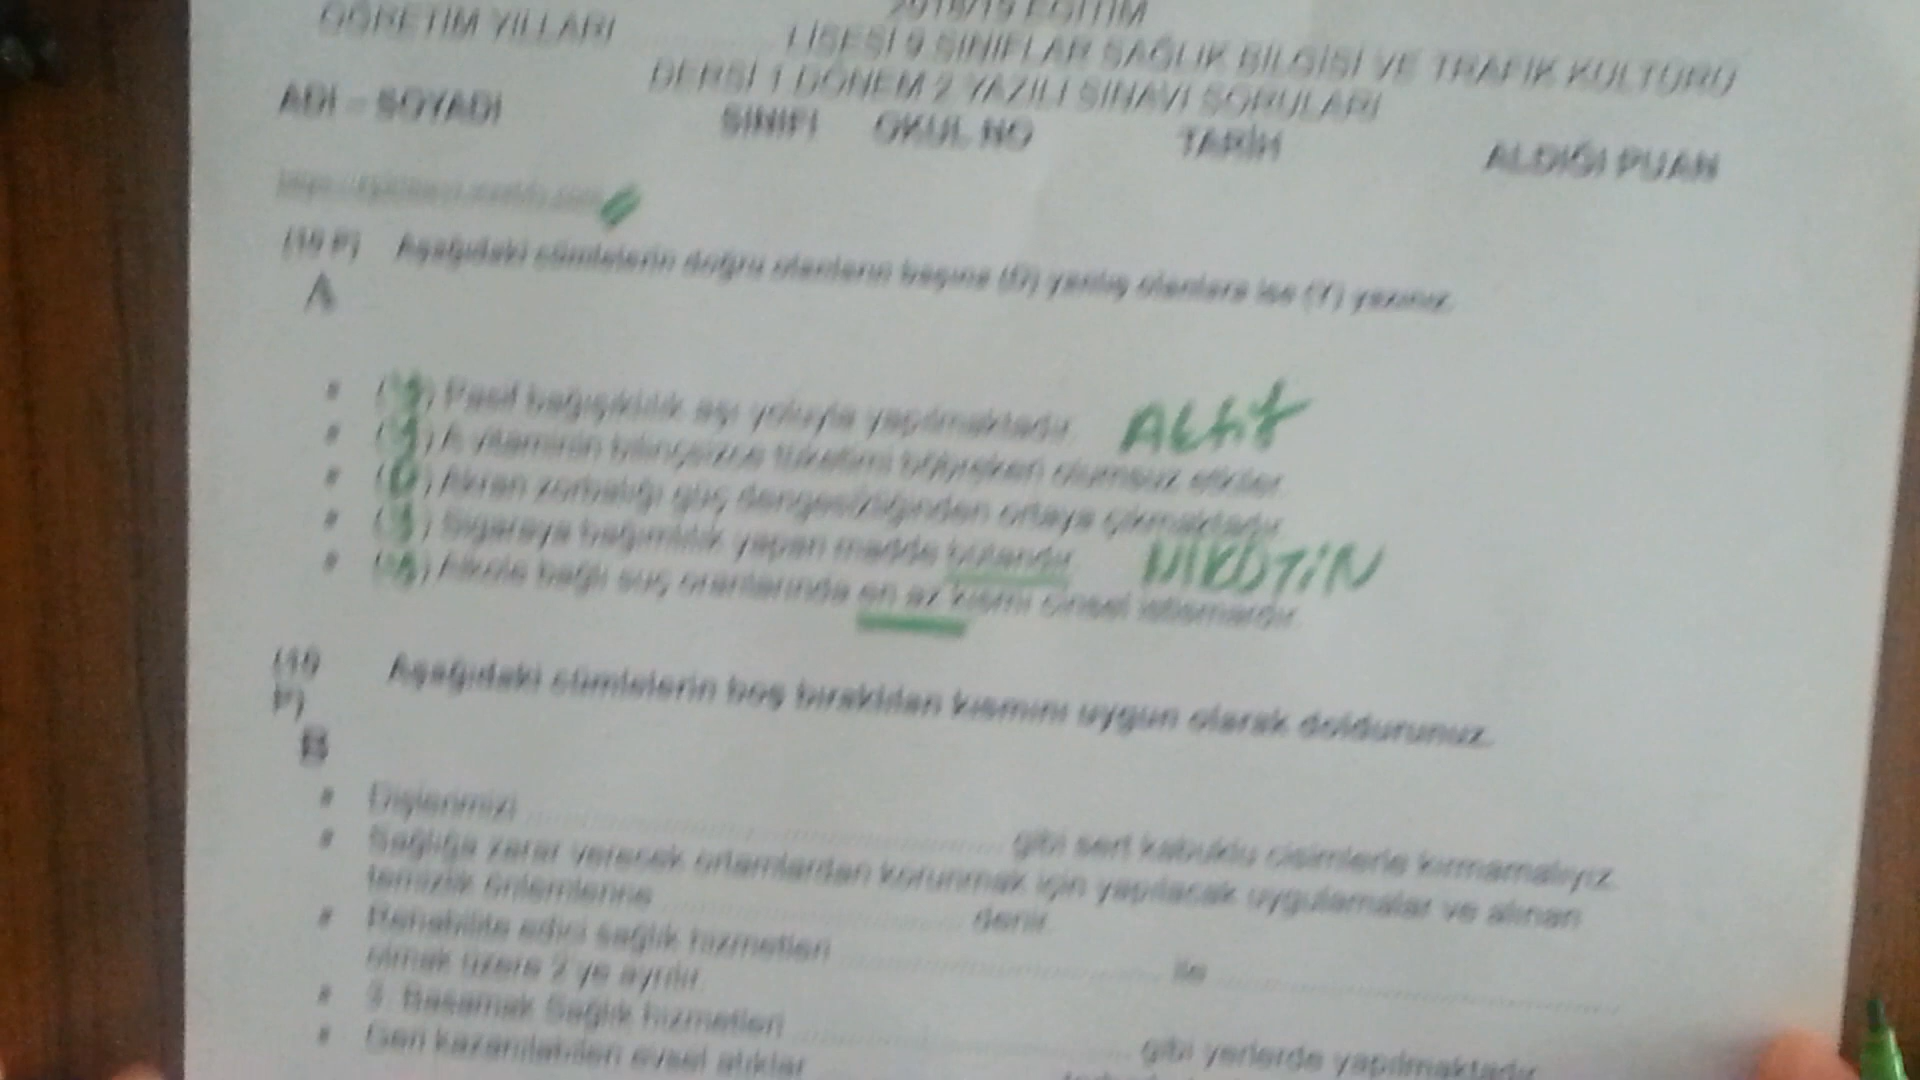 2018/19 EĞİTİM
ÖĞRETİM YILLARI LİSESİ 9 SINIFLAR SAĞLIK BİLGİSİ VE TRAFİK KÜLTÜRÜ
DERSİ 1 DÖNEM 2 YAZILI SINAVI SORULARI
ADI – SOYADI SINIFI OKUL NO TARİH ALDIĞI PUAN
(10 P) Aşağıdaki cümlelerin doğru olanların başına (D) yanlış olanlara ise (Y) yazınız.
A
(Y) Pasif bağışıklık aşı yoluyla yapılmaktadır. AKtif
(Y) A vitaminin bilinçsizce tüketimi olumsuz etkiler.
(D) Akran zorbalığı güç dengesizliğinden ortaya çıkmaktadır.
(Y) Sigaraya bağımlılık yapan madde NİKOTİN
Alkole bağlı suç oranlarında en az kısmı cinsel istismardır.
(10 P) Aşağıdaki cümlelerin boş bırakılan kısmını uygun olarak doldurunuz.
B
Dişlerimizi gibi sert kabuklu cisimlerle kırmamalıyız.
Sağlığa zarar verecek ortamlardan korunmak için yapılacak uygulamalar ve alınan
temizlik önlemlerine denir.
Rehabilite edici sağlık hizmetleri ile
olmak üzere 2 ye ayrılır.
3. Basamak Sağlık hizmetleri gibi yerlerde yapılmaktadır.
Geri kazanılabilen evsel atıklar